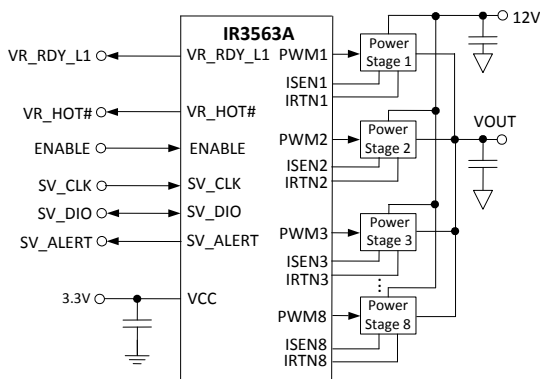 IR3563A
12V
VR_RDY_L1
VR_RDY_L1
PWM1
Power
Stage 1
ISEN1
IRTN1
VR_HOT#
VR_HOT#
PWM2
Power
Stage 2
VOUT
ENABLE
ENABLE
ISEN2
IRTN2
SV_CLK
SV_CLK
SV_DIO
SV_DIO
PWM3
Power
Stage 3
SV_ALERT
SV_ALERT
ISEN3
IRTN3
...
3.3V
VCC
PWM8
Power
Stage 8
ISEN8
IRTN8